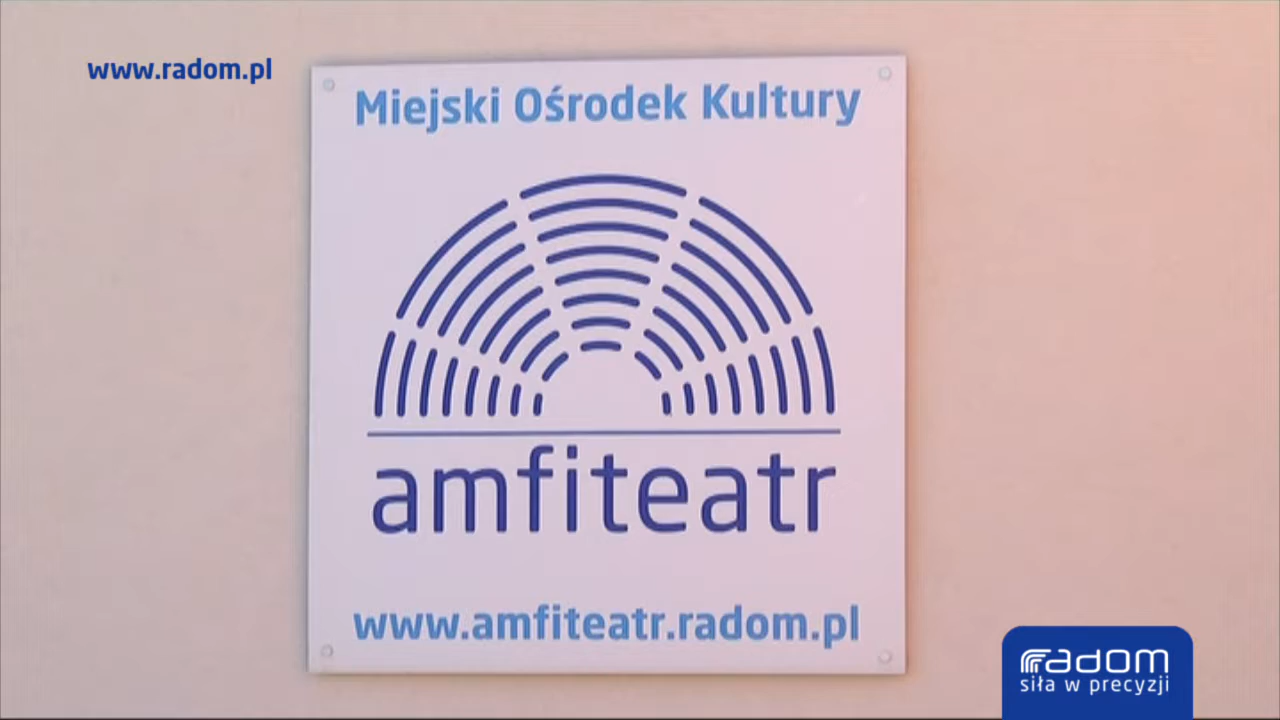 www.radom.pl
Miejski Ośrodek Kultury
amfiteatr
www.amfiteatr.radom.pl
radom
siła w precyzji